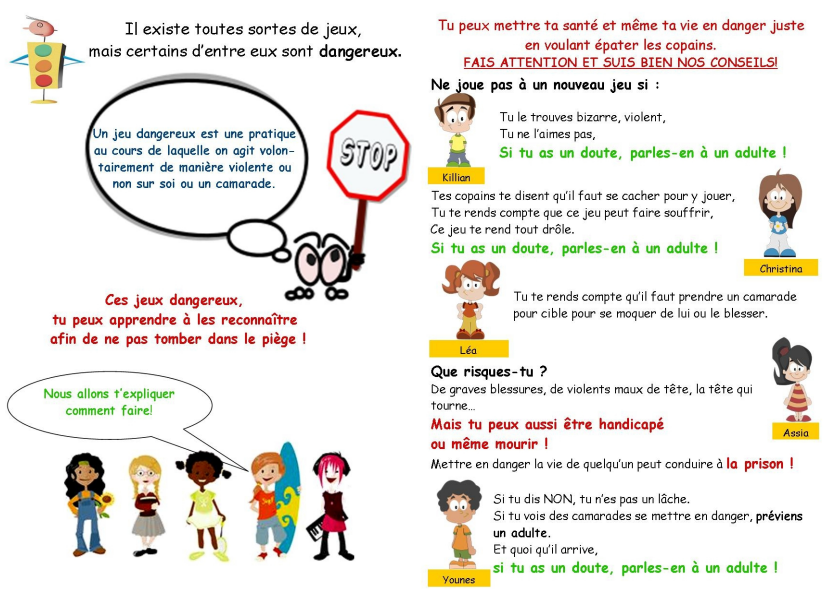 Il existe toutes sortes de jeux,
mais certains d'entre eux sont dangereux.
Un jeu dangereux est une pratique
au cours de laquelle on agit volon-
tairement de manière violente ou
non sur soi ou un camarade.
STOP
Ces jeux dangereux,
tu peux apprendre à les reconnaître
afin de ne pas tomber dans le piège !
Nous allons t'expliquer
comment faire!
Tu peux mettre ta santé et même ta vie en danger juste
en voulant épater les copains.
FAIS ATTENTION ET SUIS BIEN NOS CONSEILS!
Ne joue pas à un nouveau jeu si :
Tu le trouves bizarre, violent,
Tu ne l'aimes pas,
Si tu as un doute, parles-en à un adulte !
Killian
Tes copains te disent qu'il faut se cacher pour y jouer,
Tu te rends compte que ce jeu peut faire souffrir,
Ce jeu te rend tout drôle.
Si tu as un doute, parles-en à un adulte !
Christina
Tu te rends compte qu'il faut prendre un camarade
pour cible pour se moquer de lui ou le blesser.
Léa
Que risques-tu ?
De graves blessures, de violents maux de tête, la tête qui
tourne...
Mais tu peux aussi être handicapé
ou même mourir !
Assia
Mettre en danger la vie de quelqu'un peut conduire à la prison !
Si tu dis NON, tu n'es pas un lâche.
Si tu vois des camarades se mettre en danger, préviens
un adulte.
Et quoi qu'il arrive,
si tu as un doute, parles-en à un adulte !
Younes